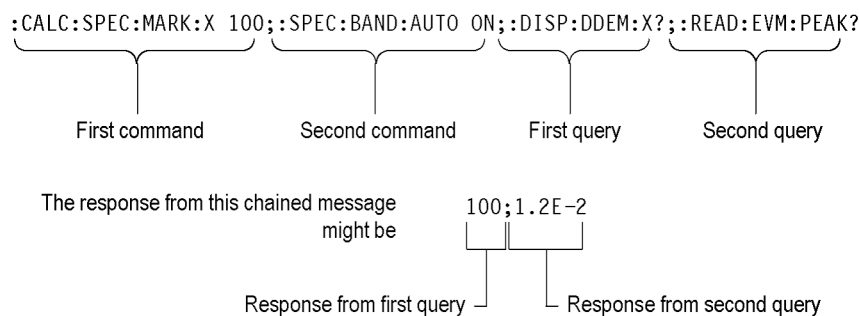 :CALC:SPEC:MARK:X 100;:SPEC:BAND:AUTO ON;:DISP:DDEM:X?;:READ:EVM:PEAK?
First command Second command First query Second query
The response from this chained message might be
100;1.2E-2
Response from first query Response from second query